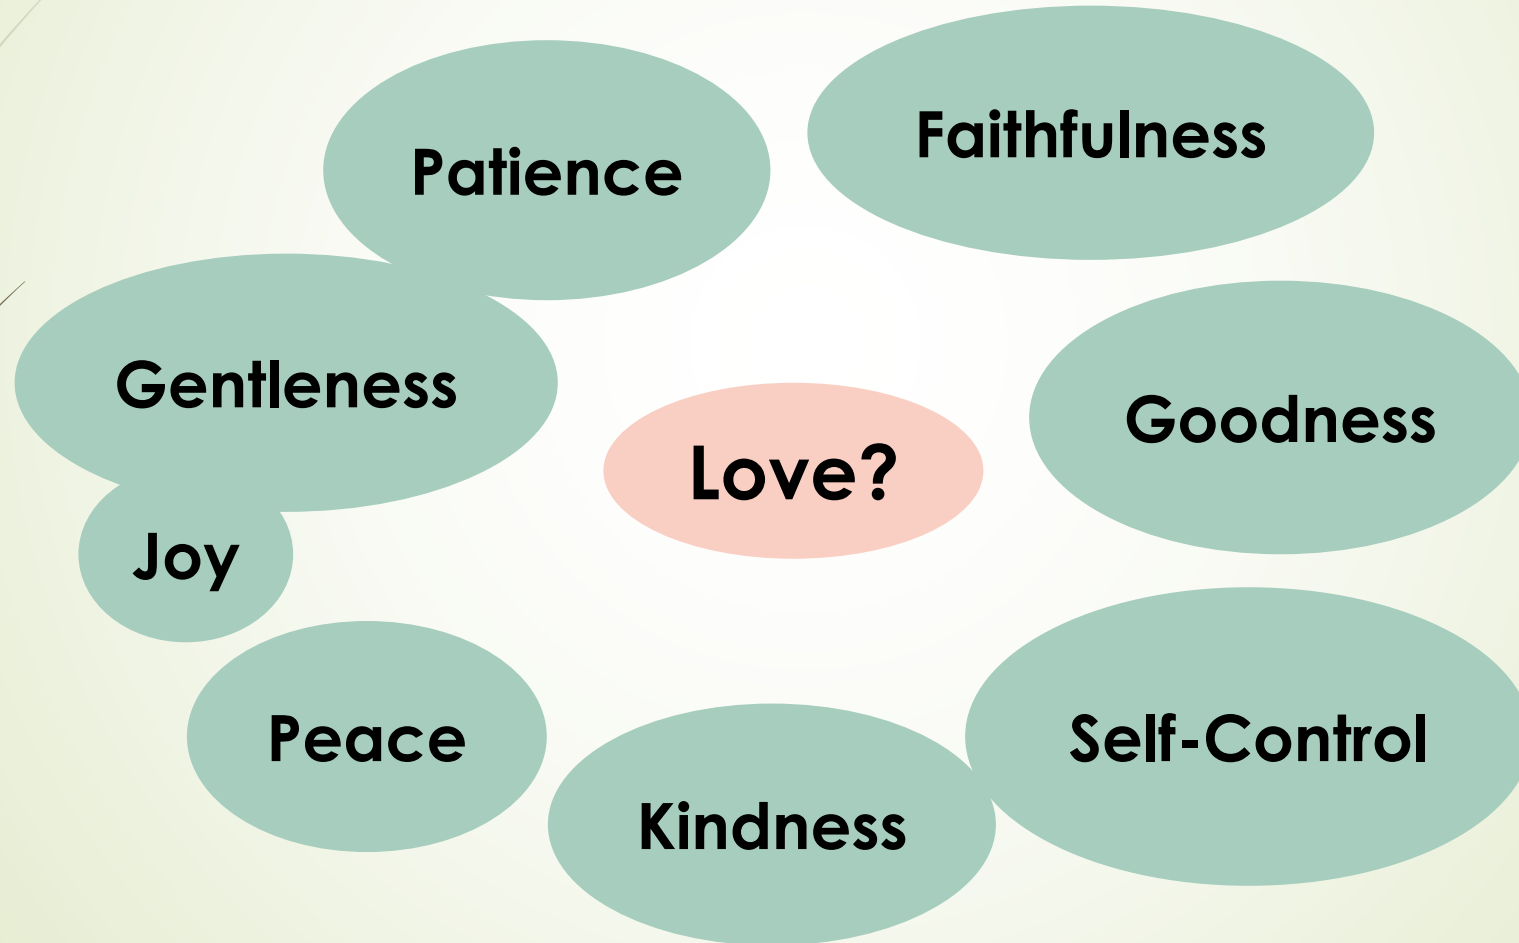 Faithfulness
Patience
Gentleness
Goodness
Love?
Joy
Peace
Self-Control
Kindness